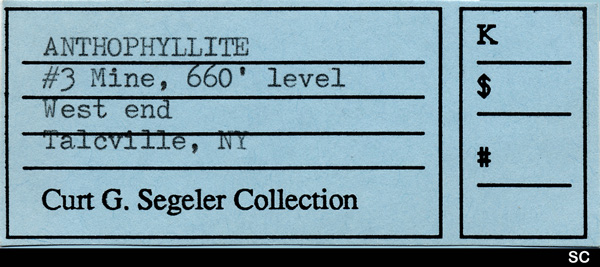 ANTHOPHYLLITE
#3 Mine, 660' level
West end
Talcville, NY
Curt G. Segeler Collection
K
$
#
SC